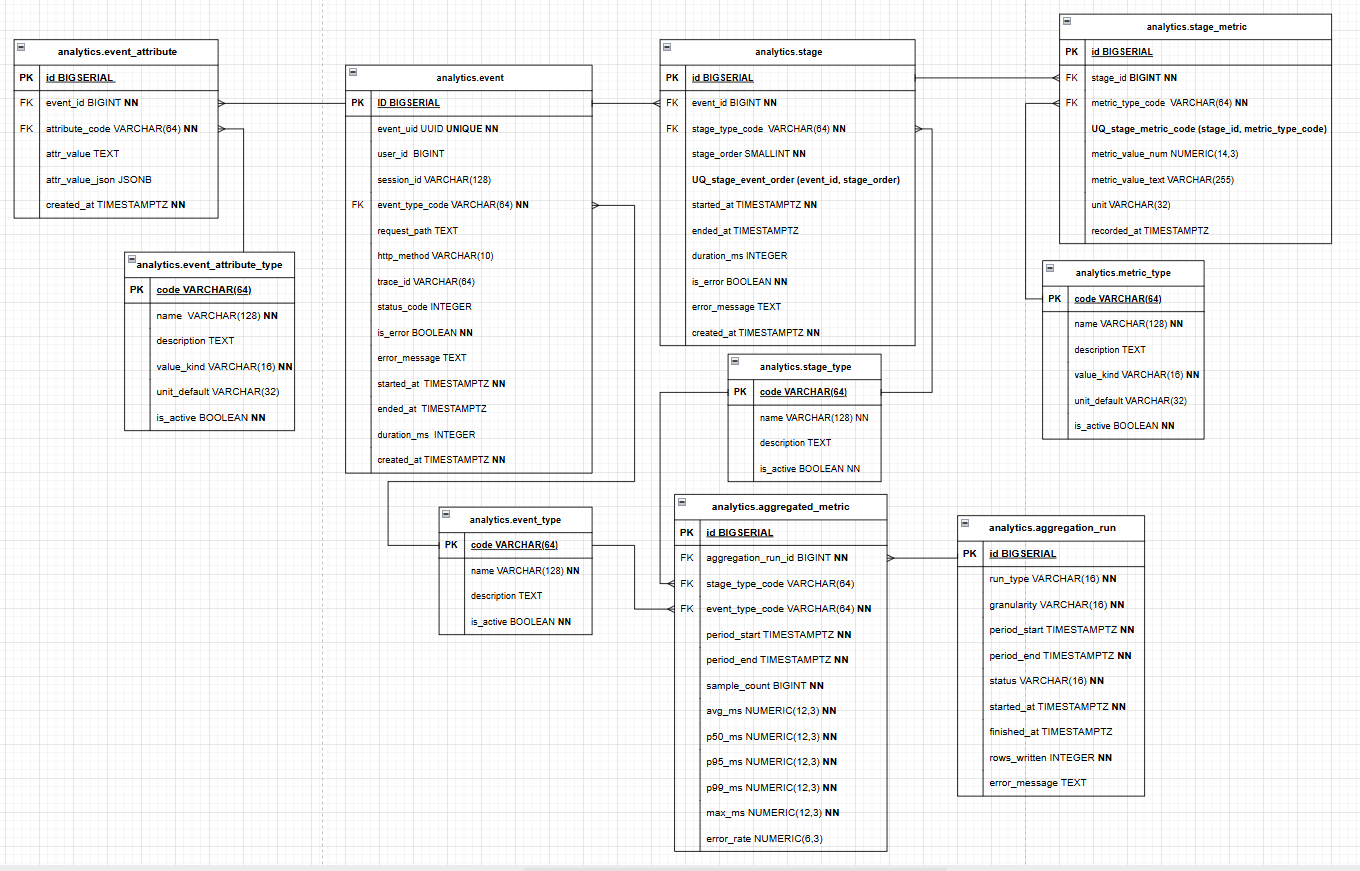 analytics.event_attribute
PK id BIGSERIAL
FK event_id BIGINT NN
FK attribute_code VARCHAR(64) NN
attr_value TEXT
attr_value_json JSONB
created_at TIMESTAMPTZ NN
analytics.event_attribute_type
PK code VARCHAR(64)
name VARCHAR(128) NN
description TEXT
value_kind VARCHAR(16) NN
unit_default VARCHAR(32)
is_active BOOLEAN NN
analytics.event
PK ID BIGSERIAL
event_uid UUID UNIQUE NN
user_id BIGINT
session_id VARCHAR(128)
FK event_type_code VARCHAR(64) NN
request_path TEXT
http_method VARCHAR(10)
trace_id VARCHAR(64)
status_code INTEGER
is_error BOOLEAN NN
error_message TEXT
started_at TIMESTAMPTZ NN
ended_at TIMESTAMPTZ
duration_ms INTEGER
created_at TIMESTAMPTZ NN
analytics.event_type
PK code VARCHAR(64)
name VARCHAR(128) NN
description TEXT
is_active BOOLEAN NN
analytics.stage
PK id BIGSERIAL
FK event_id BIGINT NN
FK stage_type_code VARCHAR(64) NN
stage_order SMALLINT NN
UQ_stage_event_order (event_id, stage_order)
started_at TIMESTAMPTZ NN
ended_at TIMESTAMPTZ
duration_ms INTEGER
is_error BOOLEAN NN
error_message TEXT
created_at TIMESTAMPTZ NN
analytics.stage_type
PK code VARCHAR(64)
name VARCHAR(128) NN
description TEXT
is_active BOOLEAN NN
analytics.aggregated_metric
PK id BIGSERIAL
FK aggregation_run_id BIGINT NN
FK stage_type_code VARCHAR(64)
FK event_type_code VARCHAR(64) NN
period_start TIMESTAMPTZ NN
period_end TIMESTAMPTZ NN
sample_count BIGINT NN
avg_ms NUMERIC(12,3) NN
p50_ms NUMERIC(12,3) NN
p95_ms NUMERIC(12,3) NN
p99_ms NUMERIC(12,3) NN
max_ms NUMERIC(12,3) NN
error_rate NUMERIC(6,3)
analytics.stage_metric
PK id BIGSERIAL
FK stage_id BIGINT NN
FK metric_type_code VARCHAR(64) NN
UQ_stage_metric_code (stage_id, metric_type_code)
metric_value_num NUMERIC(14,3)
metric_value_text VARCHAR(255)
unit VARCHAR(32)
recorded_at TIMESTAMPTZ
analytics.metric_type
PK code VARCHAR(64)
name VARCHAR(128) NN
description TEXT
value_kind VARCHAR(16) NN
unit_default VARCHAR(32)
is_active BOOLEAN NN
analytics.aggregation_run
PK id BIGSERIAL
run_type VARCHAR(16) NN
granularity VARCHAR(16) NN
period_start TIMESTAMPTZ NN
period_end TIMESTAMPTZ NN
status VARCHAR(16) NN
started_at TIMESTAMPTZ NN
finished_at TIMESTAMPTZ
rows_written INTEGER NN
error_message TEXT